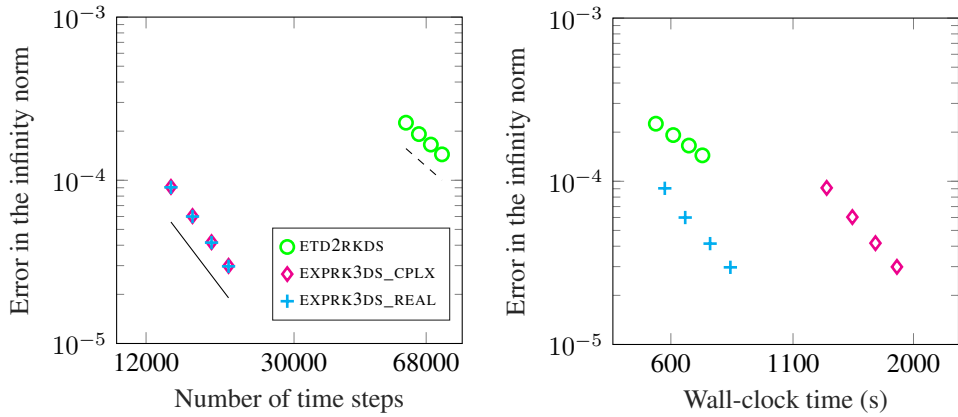 Error in the infinity norm
10^−3
10^−4
10^−5
12000 30000 68000
Number of time steps
ETD2RKDS
EXPRK3DS_CPLX
EXPRK3DS_REAL
Error in the infinity norm
10^−3
10^−4
10^−5
600 1100 2000
Wall-clock time (s)